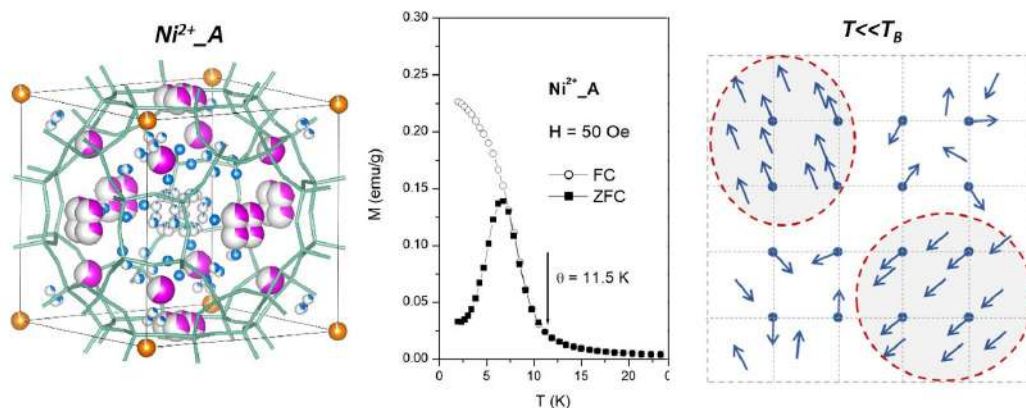 Ni²⁺_A
0.30
0.25
0.20
0.15
0.10
0.05
0.00
M (emu/g)
Ni²⁺_A
H = 50 Oe
FC
ZFC
θ = 11.5 K
0
5
10
15
20
0
T (K)
T<<T_B